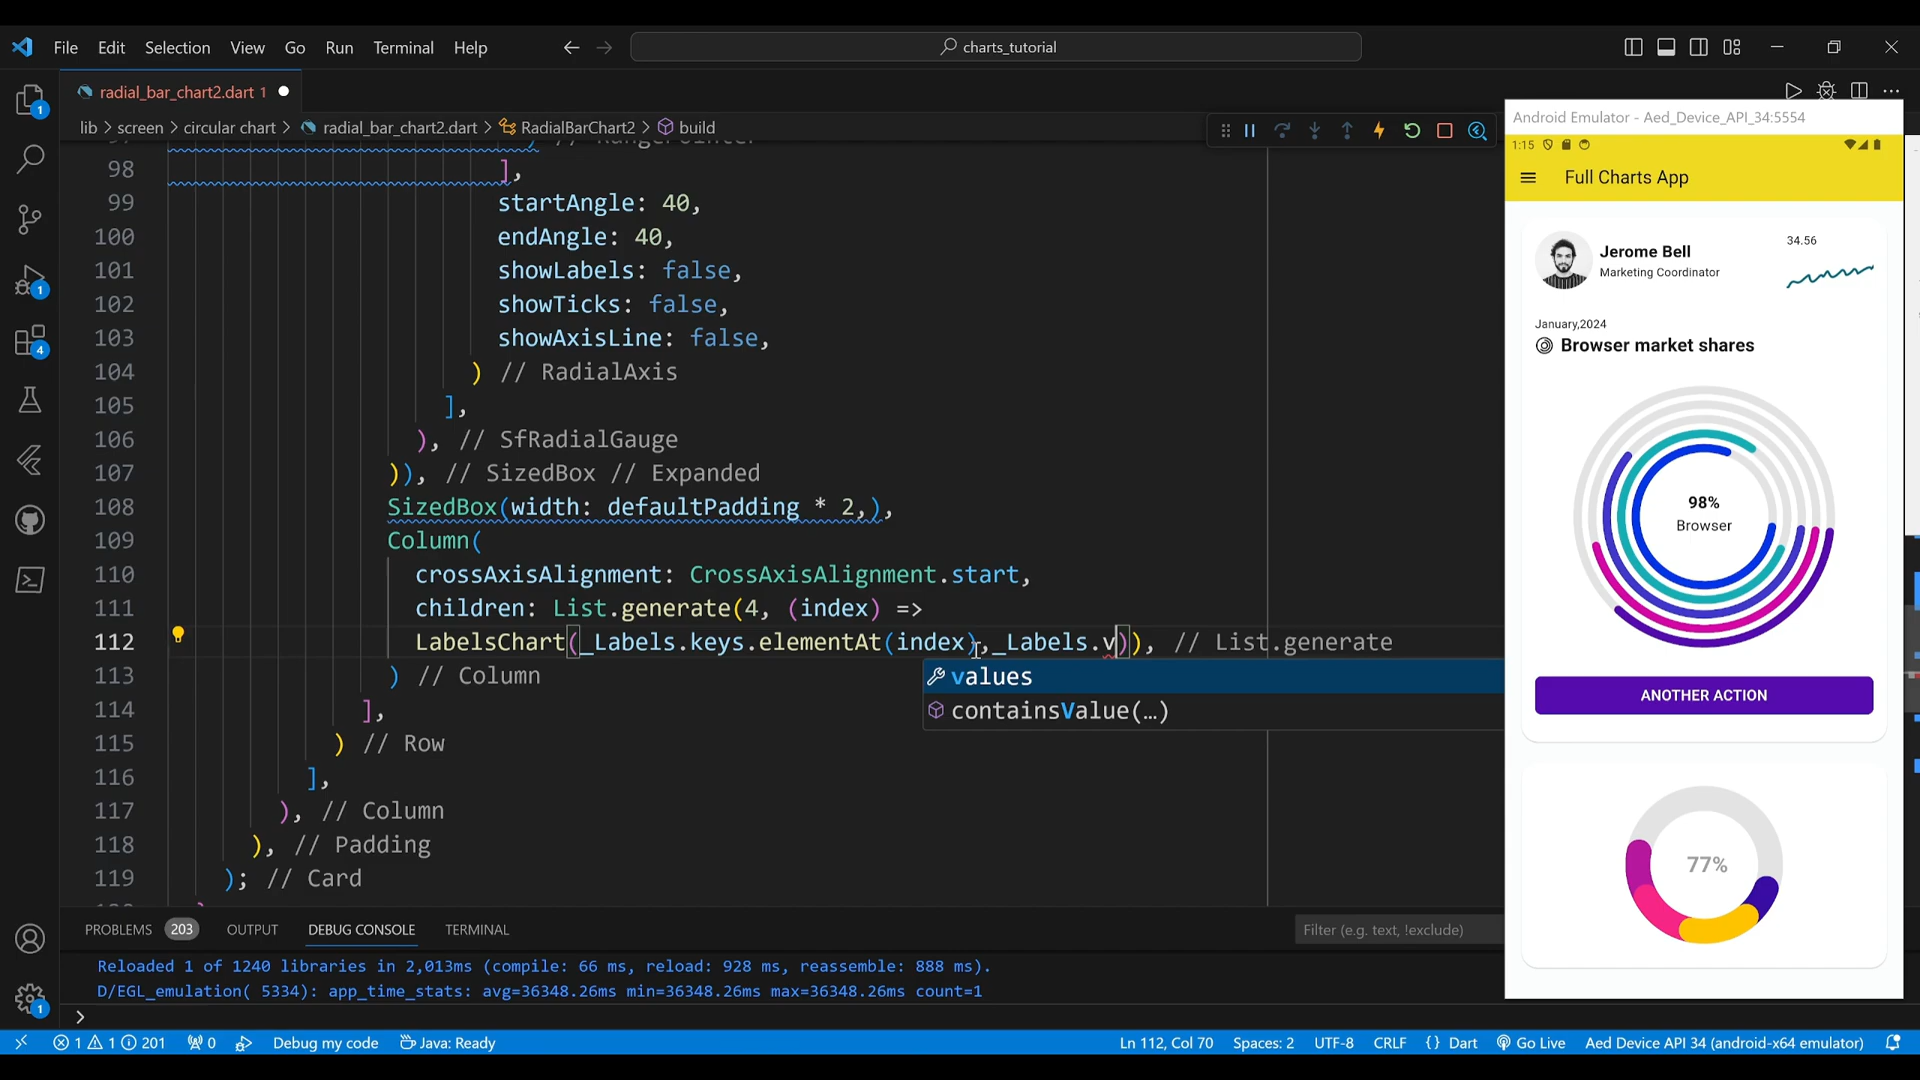 File Edit Selection View Go Run Terminal Help
charts_tutorial
radial_bar_chart2.dart 1
lib > screen > circular chart > radial_bar_chart2.dart > RadialBarChart2 > build
98 ],
99 startAngle: 40,
100 endAngle: 40,
101 showLabels: false,
102 showTicks: false,
103 showAxisLine: false,
104 ) // RadialAxis
105 ],
106 ), // SfRadialGauge
107 )), // SizedBox // Expanded
108 SizedBox(width: defaultPadding * 2,),
109 Column(
110 crossAxisAlignment: CrossAxisAlignment.start,
111 children: List.generate(4, (index) =>
112 LabelsChart(_Labels.keys.elementAt(index),_Labels.v)), // List.generate
113 ) // Column
114 ],
115 ) // Row
116 ],
117 ), // Column
118 ), // Padding
119 ); // Card
values
containsValue(…)
PROBLEMS 203 OUTPUT DEBUG CONSOLE TERMINAL
Filter (e.g. text, !exclude)
Reloaded 1 of 1240 libraries in 2,013ms (compile: 66 ms, reload: 928 ms, reassemble: 888 ms).
D/EGL_emulation( 5334): app_time_stats: avg=36348.26ms min=36348.26ms max=36348.26ms count=1
>
1 1 201 0 Debug my code Java: Ready
Ln 112, Col 70 Spaces: 2 UTF-8 CRLF {} Dart Go Live Aed Device API 34 (android-x64 emulator)
1
1
4
1
Android Emulator - Aed_Device_API_34:5554
1:15
Full Charts App
Jerome Bell
Marketing Coordinator
34.56
January,2024
Browser market shares
98%
Browser
ANOTHER ACTION
77%